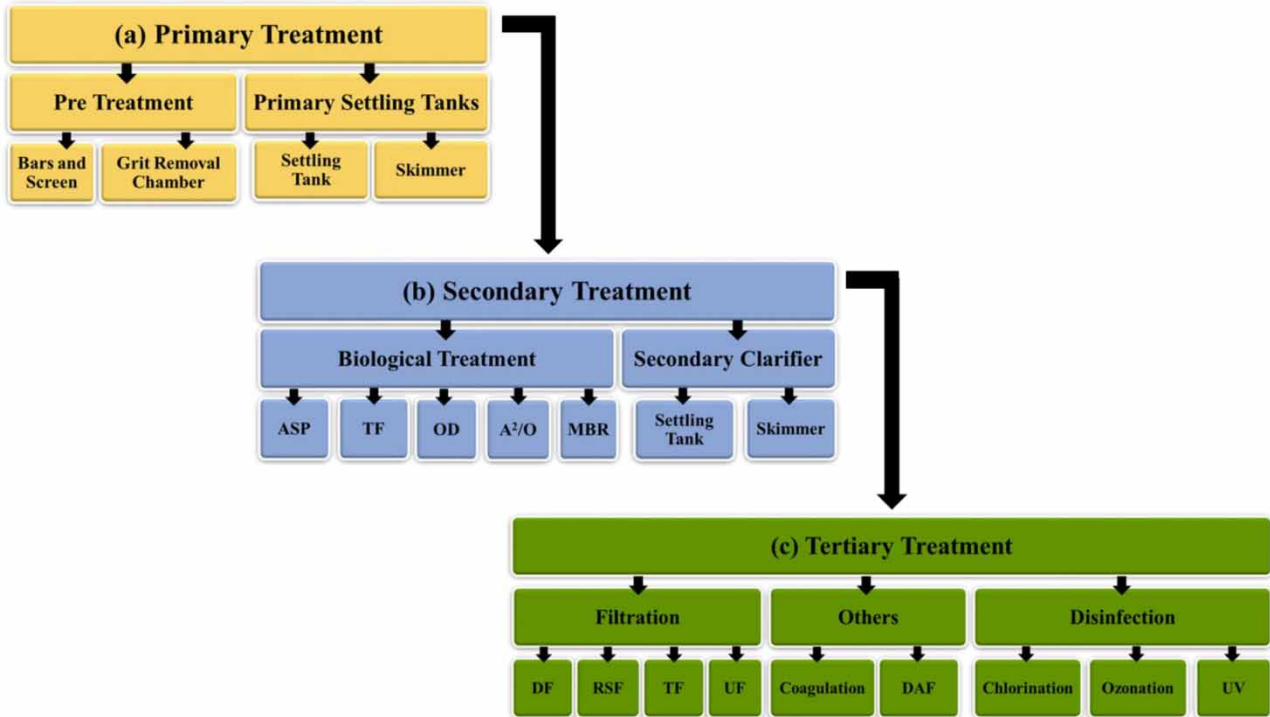 (a) Primary Treatment
Pre Treatment
Primary Settling Tanks
Bars and
Screen
Grit Removal
Chamber
Settling
Tank
Skimmer
(b) Secondary Treatment
Biological Treatment
Secondary Clarifier
ASP
TF
OD
A²/O
MBR
Settling
Tank
Skimmer
(c) Tertiary Treatment
Filtration
Others
Disinfection
DF
RSF
TF
UF
Coagulation
DAF
Chlorination
Ozonation
UV